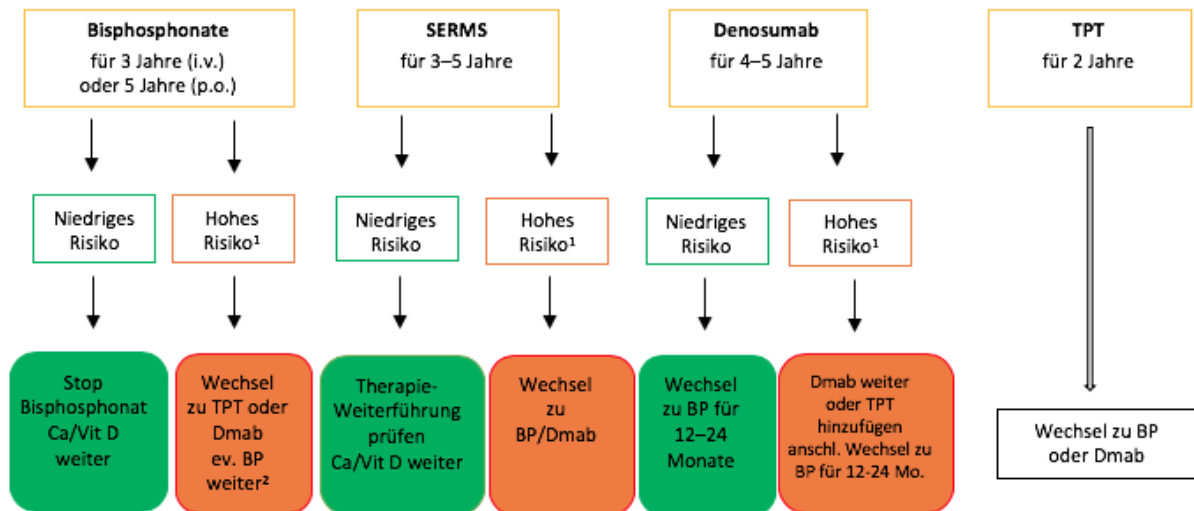 Bisphosphonate
für 3 Jahre (i.v.)
oder 5 Jahre (p.o.)
SERMS
für 3–5 Jahre
Denosumab
für 4–5 Jahre
TPT
für 2 Jahre
Niedriges
Risiko
Hohes
Risiko¹
Niedriges
Risiko
Hohes
Risiko¹
Niedriges
Risiko
Hohes
Risiko¹
Stop
Bisphosphonat
Ca/Vit D
weiter
Wechsel
zu TPT oder
Dmab
ev. BP
weiter²
Therapie-
Weiterführung
prüfen
Ca/Vit D weiter
Wechsel
zu
BP/Dmab
Wechsel
zu BP für
12–24
Monate
Dmab weiter
oder TPT
hinzufügen
anschl. Wechsel zu
BP für 12-24 Mo.
Wechsel zu BP
oder Dmab